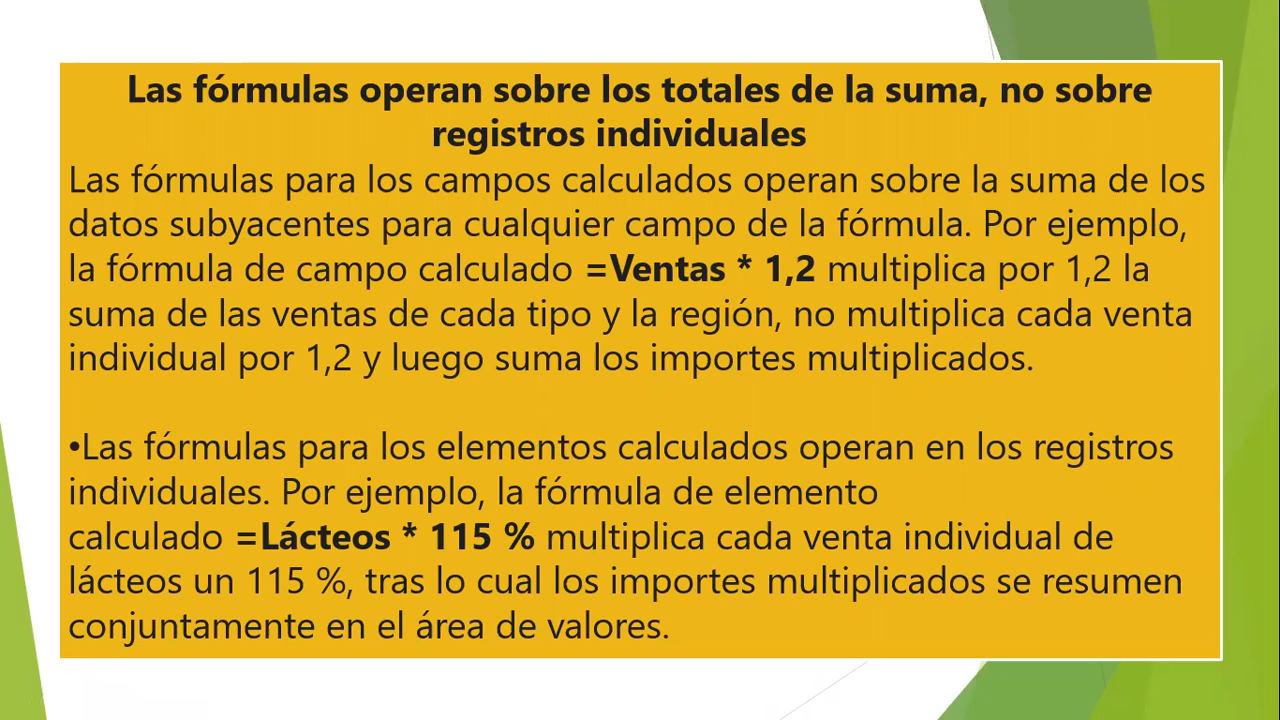 Las fórmulas operan sobre los totales de la suma, no sobre
registros individuales
Las fórmulas para los campos calculados operan sobre la suma de los
datos subyacentes para cualquier campo de la fórmula. Por ejemplo,
la fórmula de campo calculado =Ventas * 1,2 multiplica por 1,2 la
suma de las ventas de cada tipo y la región, no multiplica cada venta
individual por 1,2 y luego suma los importes multiplicados.
•Las fórmulas para los elementos calculados operan en los registros
individuales. Por ejemplo, la fórmula de elemento
calculado =Lácteos * 115 % multiplica cada venta individual de
lácteos un 115 %, tras lo cual los importes multiplicados se resumen
conjuntamente en el área de valores.